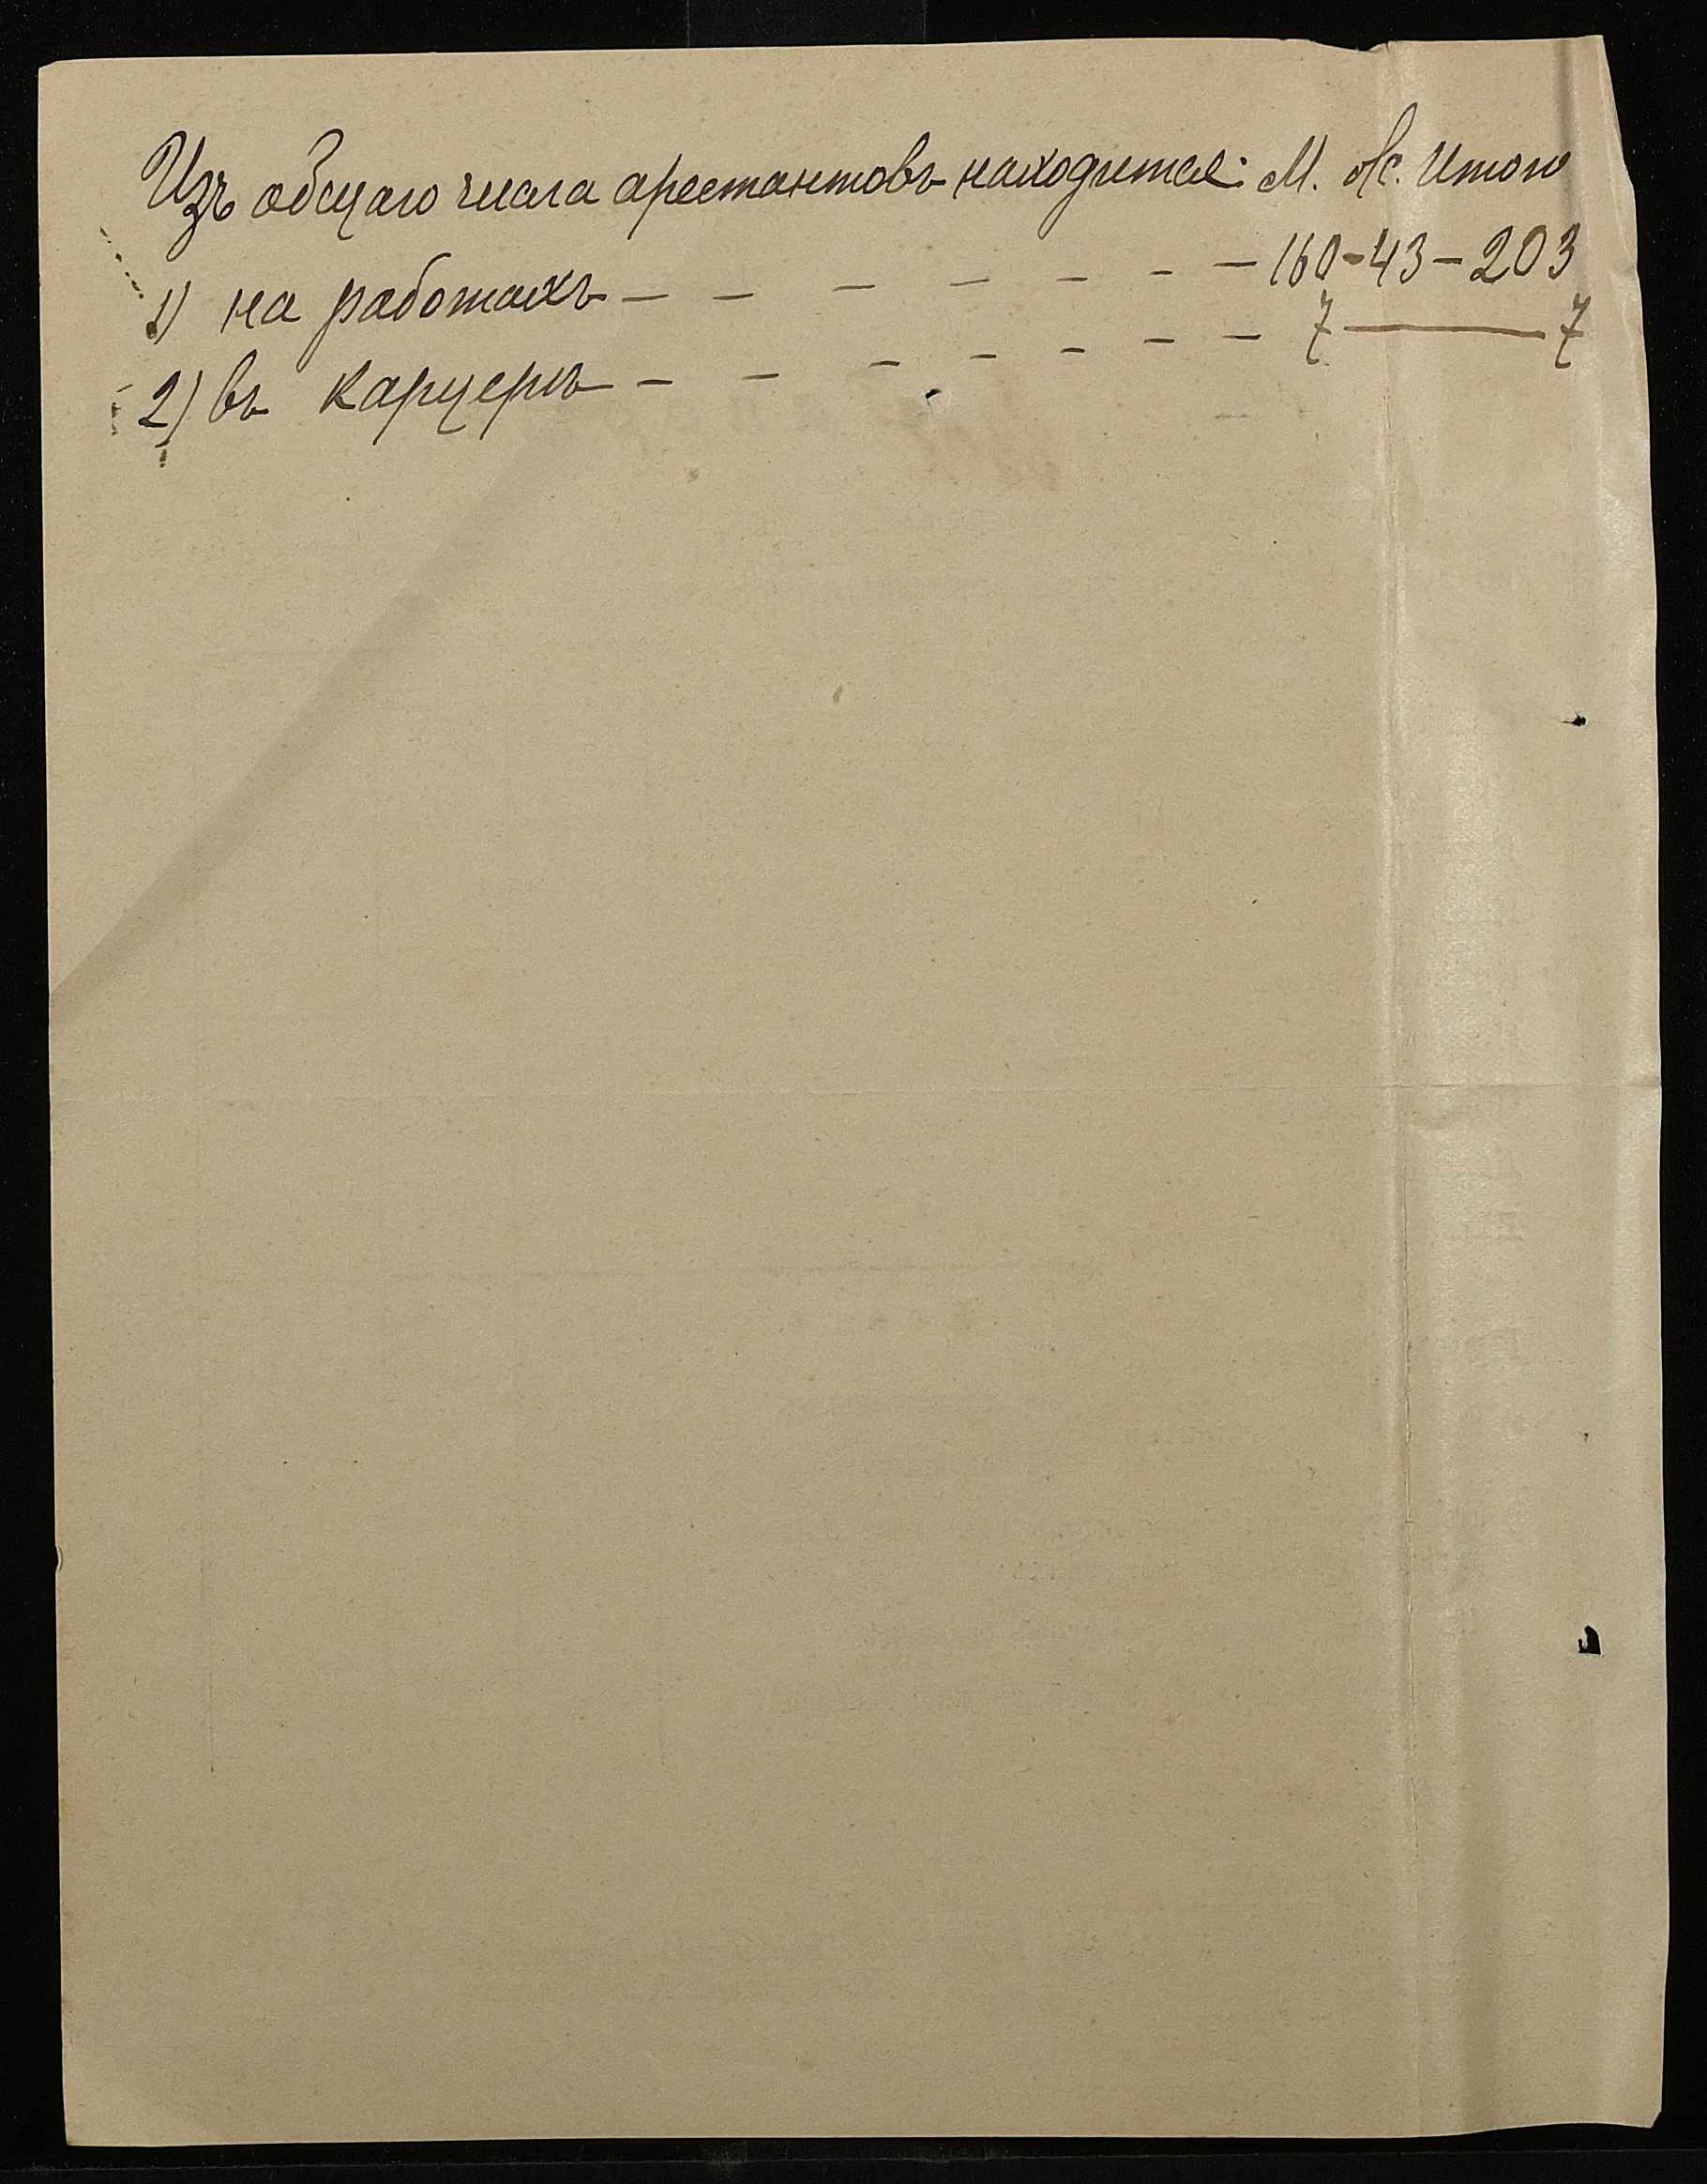 Изъ общаго числа арестантовъ находится: М. Ж. Итого
1) на работахъ — — — — — — — 160-43-203
2) въ карцерѣ — — — — — — — — 7 — 7